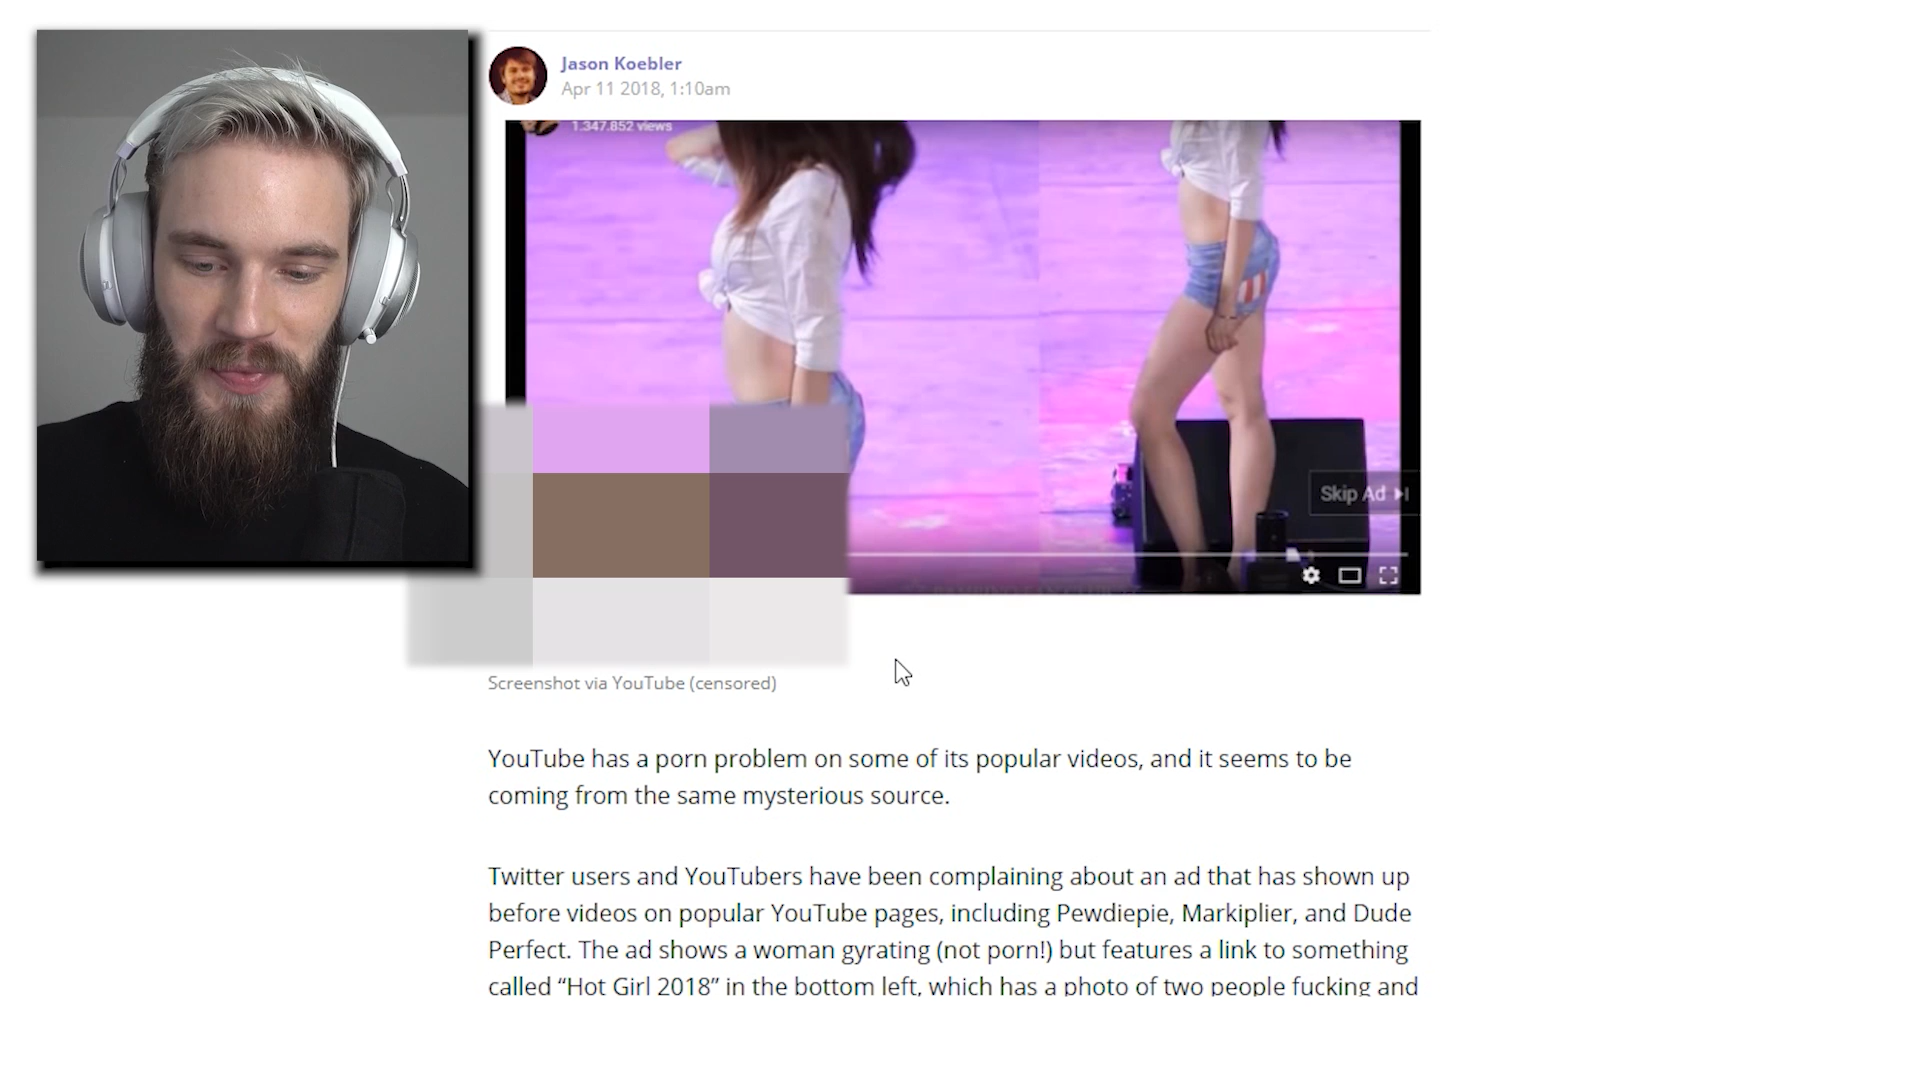 Jason Koebler
Apr 11 2018, 1:10am
1.347.852 views
Skip Ad
Screenshot via YouTube (censored)
YouTube has a porn problem on some of its popular videos, and it seems to be
coming from the same mysterious source.
Twitter users and YouTubers have been complaining about an ad that has shown up
before videos on popular YouTube pages, including Pewdiepie, Markiplier, and Dude
Perfect. The ad shows a woman gyrating (not porn!) but features a link to something
called “Hot Girl 2018” in the bottom left, which has a photo of two people fucking and